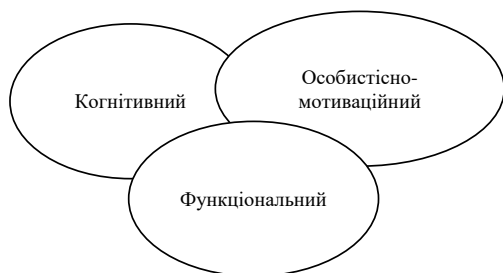 Когнітивний
Особистісно-
мотиваційний
Функціональний